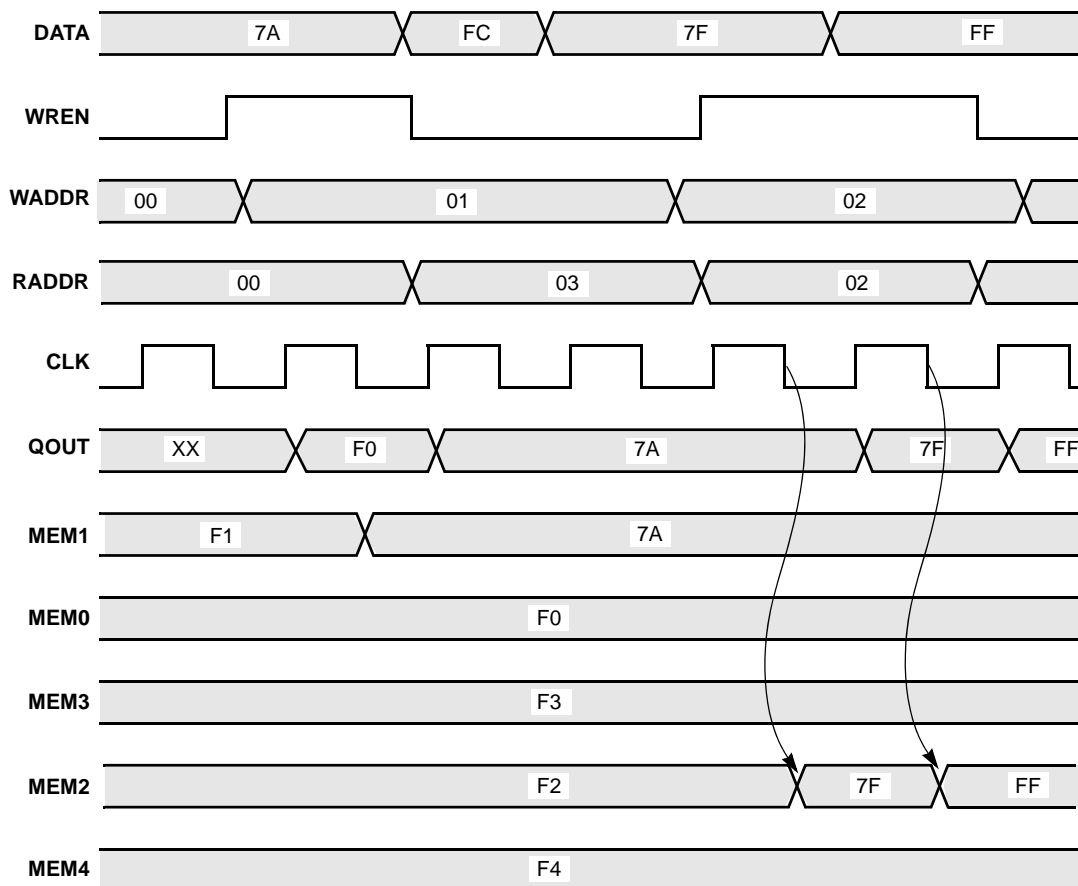 DATA 7A FC 7F FF
WREN
WADDR 00 01 02
RADDR 00 03 02
CLK
QOUT XX F0 7A 7F FF
MEM1 F1 7A
MEM0 F0
MEM3 F3
MEM2 F2 7F FF
MEM4 F4